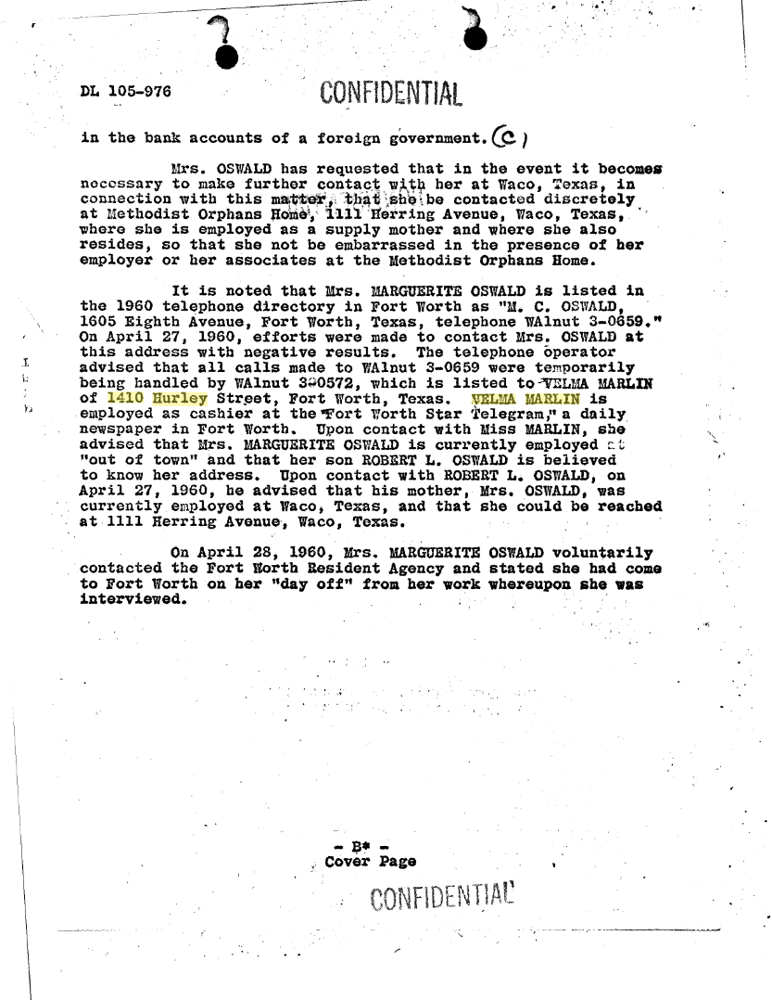 DL 105-976
CONFIDENTIAL
in the bank accounts of a foreign government. (C)
Mrs. OSWALD has requested that in the event it becomes
necessary to make further contact with her at Waco, Texas, in
connection with this matter, that she be contacted discretely
at Methodist Orphans Home, 1111 Herring Avenue, Waco, Texas,
where she is employed as a supply mother and where she also
resides, so that she not be embarrassed in the presence of her
employer or her associates at the Methodist Orphans Home.
It is noted that Mrs. MARGUERITE OSWALD is listed in
the 1960 telephone directory in Fort Worth as "M. C. OSWALD,
1605 Eighth Avenue, Fort Worth, Texas, telephone WAlnut 3-0659."
On April 27, 1960, efforts were made to contact Mrs. OSWALD at
this address with negative results. The telephone operator
advised that all calls made to WAlnut 3-0659 were temporarily
being handled by WAlnut 3-0572, which is listed to VELMA MARLIN
of 1410 Hurley Street, Fort Worth, Texas. VELMA MARLIN is
employed as cashier at the "Fort Worth Star Telegram," a daily
newspaper in Fort Worth. Upon contact with Miss MARLIN, she
advised that Mrs. MARGUERITE OSWALD is currently employed at
"out of town" and that her son ROBERT L. OSWALD is believed
to know her address. Upon contact with ROBERT L. OSWALD, on
April 27, 1960, he advised that his mother, Mrs. OSWALD, was
currently employed at Waco, Texas, and that she could be reached
at 1111 Herring Avenue, Waco, Texas.
On April 28, 1960, Mrs. MARGUERITE OSWALD voluntarily
contacted the Fort Worth Resident Agency and stated she had come
to Fort Worth on her "day off" from her work whereupon she was
interviewed.
- B* -
Cover Page
CONFIDENTIAL